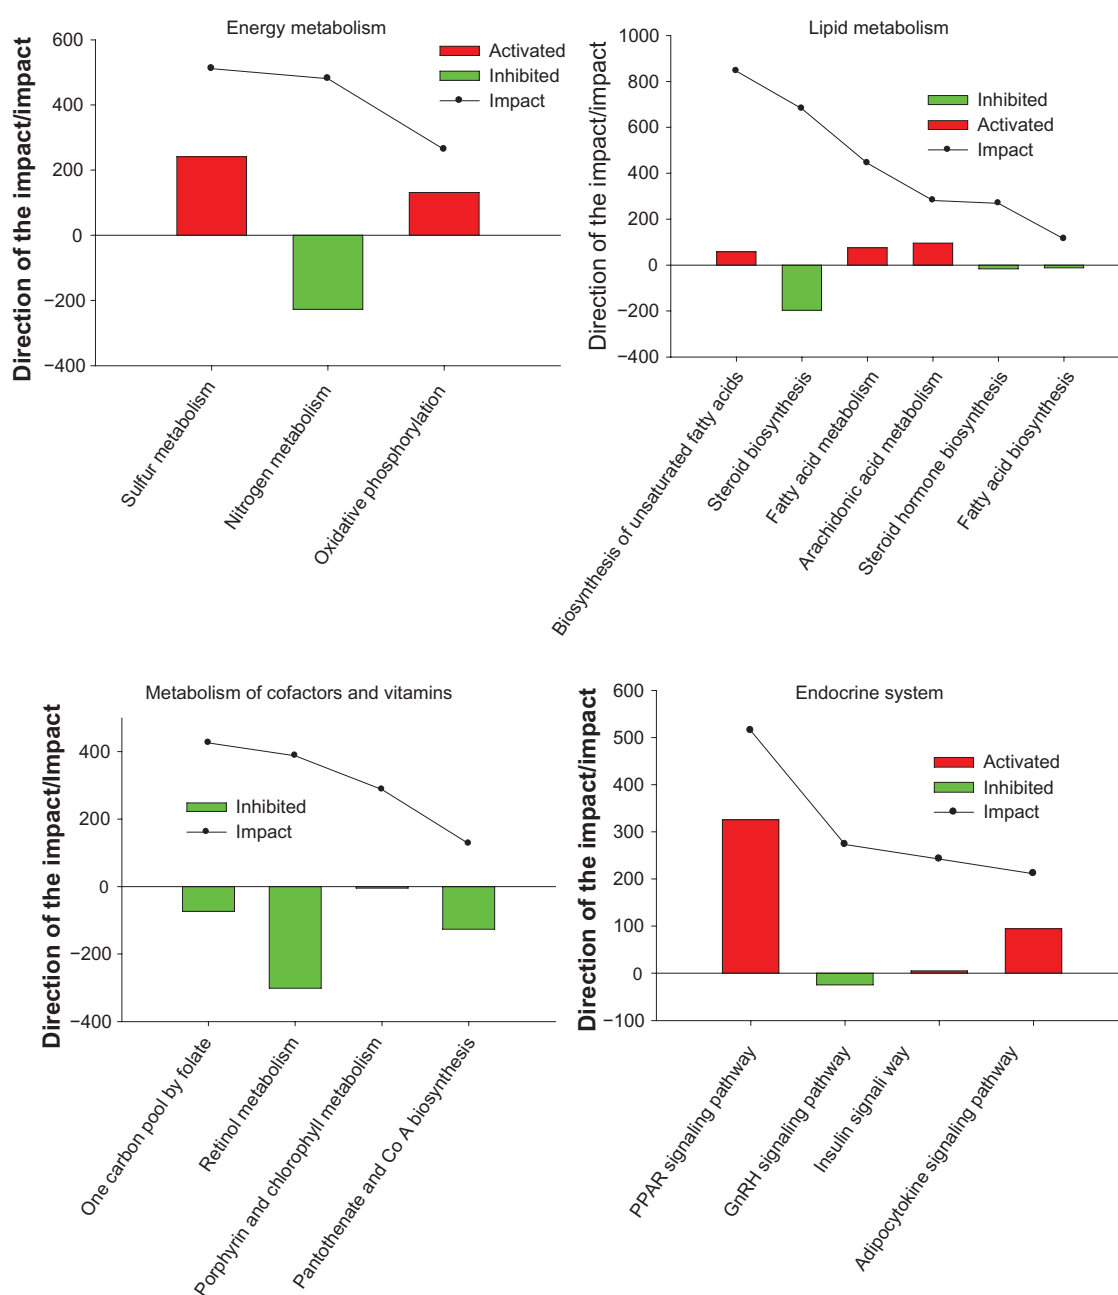 Energy metabolism
Direction of the impact/impact
600
400
200
0
−200
−400
Activated
Inhibited
Impact
Sulfur metabolism
Nitrogen metabolism
Oxidative phosphorylation
Lipid metabolism
Direction of the impact/impact
1000
800
600
400
200
0
−200
−400
Inhibited
Activated
Impact
Biosynthesis of unsaturated fatty acids
Steroid biosynthesis
Fatty acid metabolism
Arachidonic acid metabolism
Steroid hormone biosynthesis
Fatty acid biosynthesis
Metabolism of cofactors and vitamins
Direction of the impact/Impact
400
200
0
−200
−400
Inhibited
Impact
One carbon pool by folate
Retinol metabolism
Porphyrin and chlorophyll metabolism
Pantothenate and Co A biosynthesis
Endocrine system
Direction of the impact/impact
600
500
400
300
200
100
0
−100
Activated
Inhibited
Impact
PPAR signaling pathway
GnRH signaling pathway
Insulin signali way
Adipocytokine signaling pathway